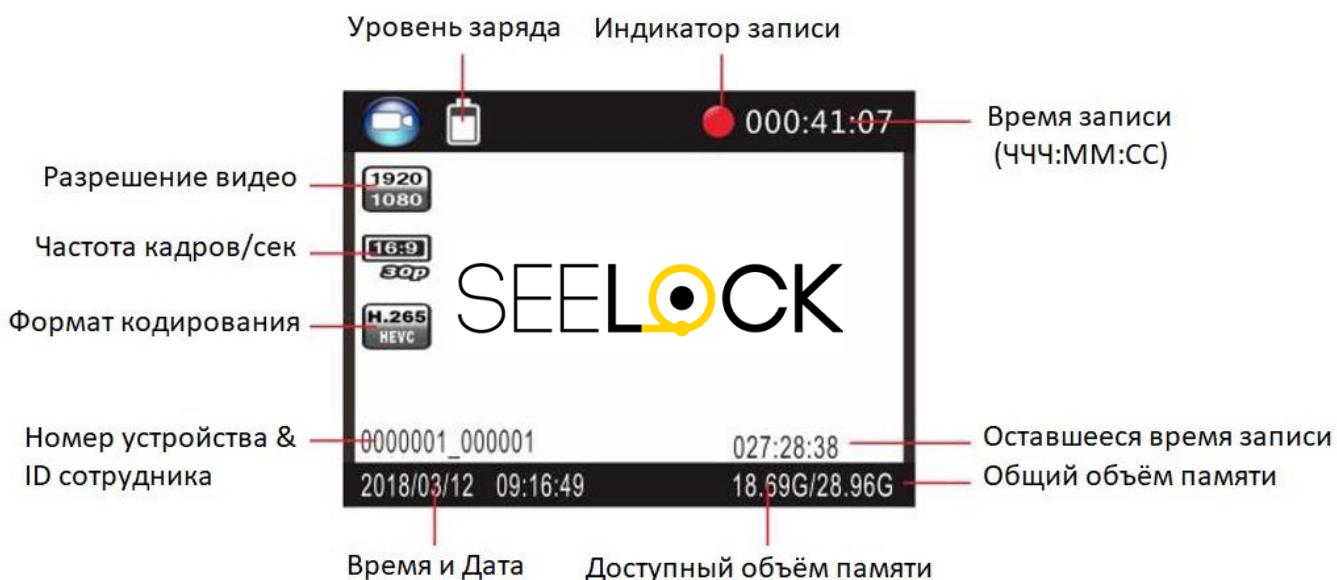 Уровень заряда
Индикатор записи
000:41:07
Время записи
(ЧЧЧ:ММ:СС)
Разрешение видео
1920
1080
Частота кадров/сек
16:9
30p
SEELOCK
Формат кодирования
H.265
HEVC
Номер устройства &
ID сотрудника
0000001_000001
027:28:38
Оставшееся время записи
2018/03/12 09:16:49
18.69G/28.96G
Общий объём памяти
Время и Дата
Доступный объём памяти